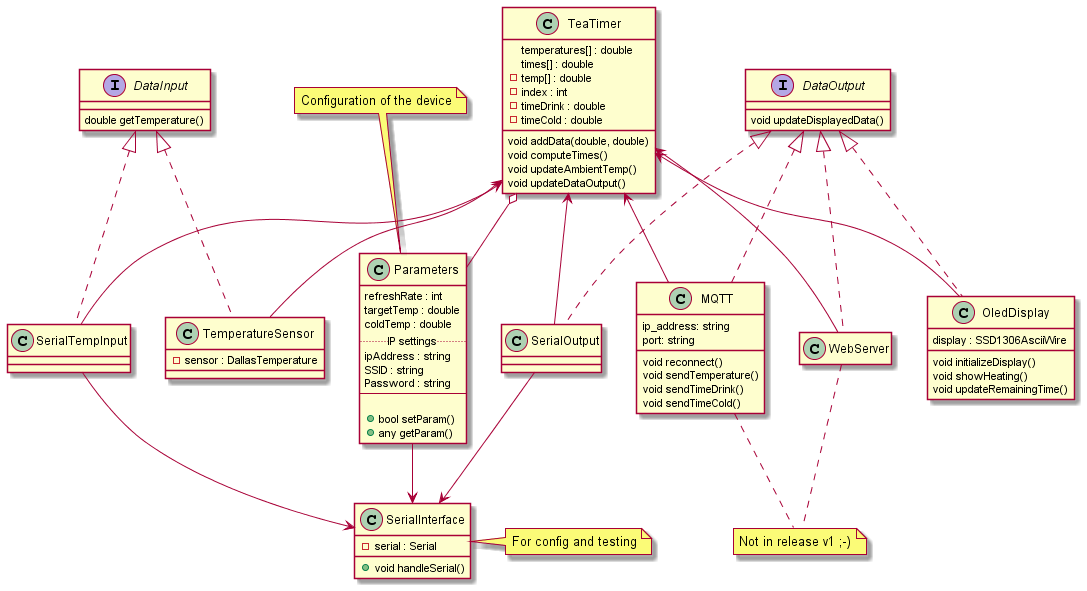 C TeaTimer
temperatures[] : double
times[] : double
temp[] : double
index : int
timeDrink : double
timeCold : double
void addData(double, double)
void computeTimes()
void updateAmbientTemp()
void updateDataOutput()
I DataInput
double getTemperature()
Configuration of the device
I DataOutput
void updateDisplayedData()
C SerialTempInput
C TemperatureSensor
sensor : DallasTemperature
C Parameters
refreshRate : int
targetTemp : double
coldTemp : double
IP settings
ipAddress : string
SSID : string
Password : string
bool setParam()
any getParam()
C SerialOutput
C MQTT
ip_address: string
port: string
void reconnect()
void sendTemperature()
void sendTimeDrink()
void sendTimeCold()
C WebServer
C OledDisplay
display : SSD1306AsciiWire
void initializeDisplay()
void showHeating()
void updateRemainingTime()
C SerialInterface
serial : Serial
void handleSerial()
For config and testing
Not in release v1 ;-)